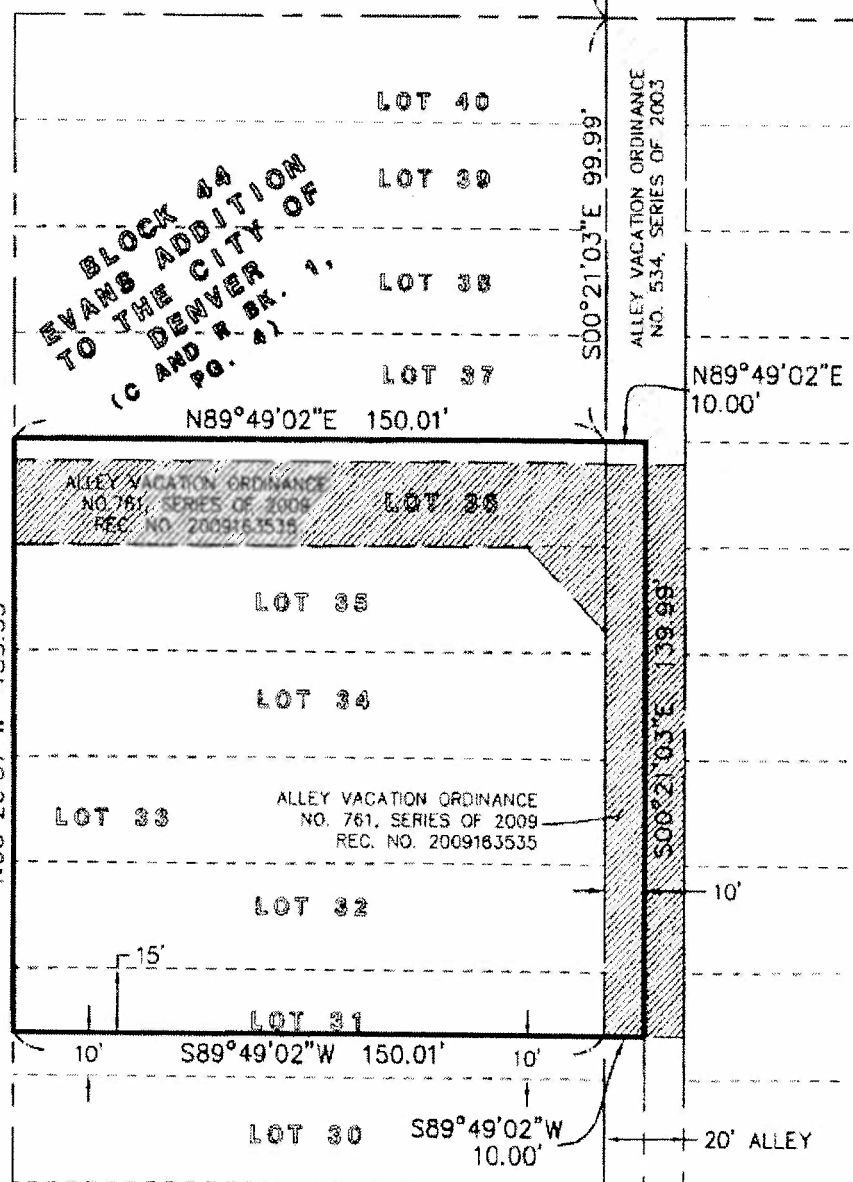 LOT 40
LOT 39
LOT 38
LOT 37
BLOCK 44
EVANS ADDITION
TO THE CITY OF
DENVER
(C AND R BK. 1,
PG. 4)
S00°21'03"E 99.99'
ALLEY VACATION ORDINANCE
NO. 534, SERIES OF 2003
N89°49'02"E
10.00'
N89°49'02"E 150.01'
ALLEY VACATION ORDINANCE
NO. 761, SERIES OF 2009
REC. NO. 2009163535
LOT 36
LOT 35
LOT 34
LOT 33
ALLEY VACATION ORDINANCE
NO. 761, SERIES OF 2009
REC. NO. 2009163535
S00°21'03"E 139.99'
LOT 32
10'
15'
LOT 31
10'
S89°49'02"W 150.01'
10'
LOT 30
S89°49'02"W
10.00'
20' ALLEY